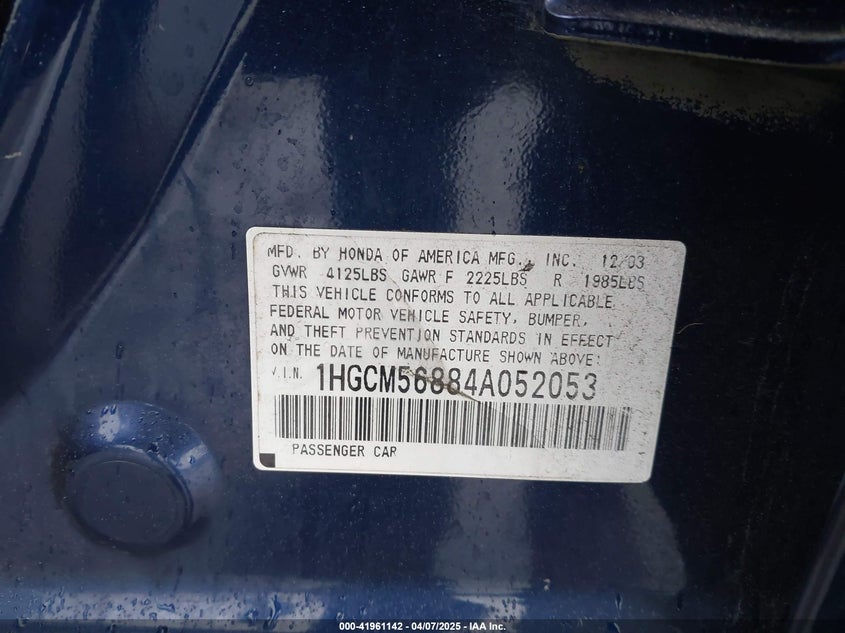 MFD. BY HONDA OF AMERICA MFG., INC. 12/03
GVWR 4125LBS GAWR F 2225LBS R 1985LBS
THIS VEHICLE CONFORMS TO ALL APPLICABLE
FEDERAL MOTOR VEHICLE SAFETY, BUMPER,
AND THEFT PREVENTION STANDARDS IN EFFECT
ON THE DATE OF MANUFACTURE SHOWN ABOVE:
V.I.N. 1HGCM56884A052053
PASSENGER CAR
000-41961142 - 04/07/2025 - IAA Inc.